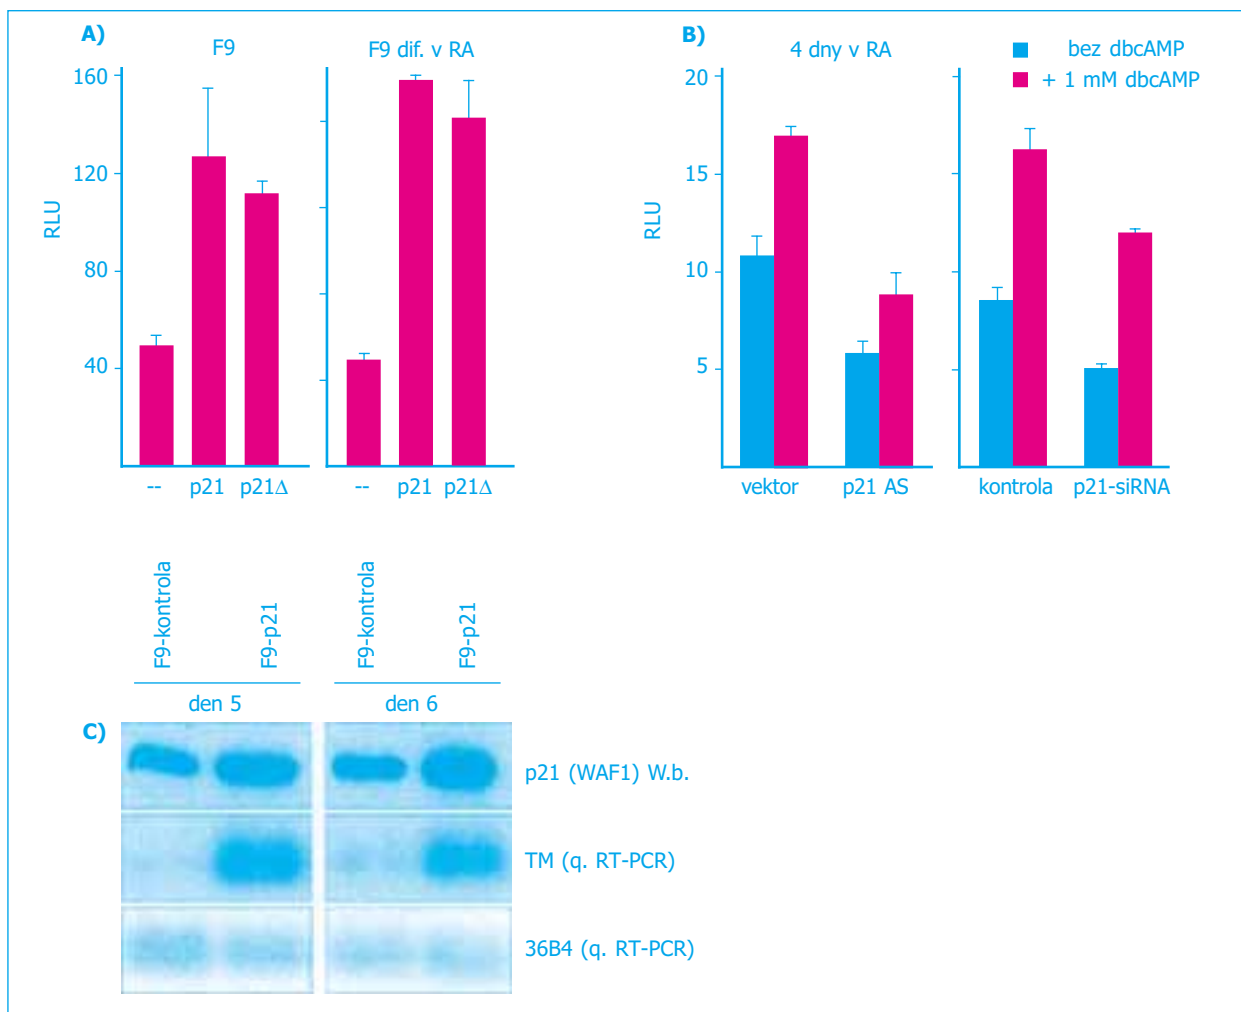 A)
F9
F9 dif. v RA
160
120
80
40
RLU
-- p21 p21Δ
-- p21 p21Δ
B)
4 dny v RA
bez dbcAMP
+ 1 mM dbcAMP
20
15
10
5
RLU
vektor p21 AS
kontrola p21-siRNA
F9-kontrola
F9-p21
F9-kontrola
F9-p21
den 5
den 6
C)
p21 (WAF1) W.b.
TM (q. RT-PCR)
36B4 (q. RT-PCR)